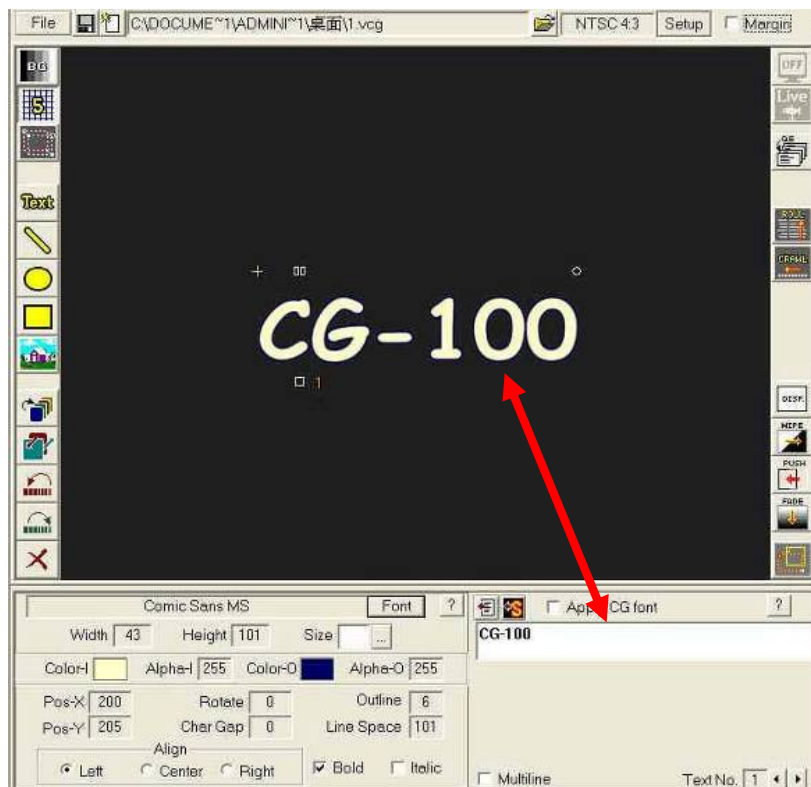 File C:\DOCUME~1\ADMINI~1\桌面\1.vcg NTSC 4:3 Setup Margin
BG OFF
5 Live
Text
ROLL
CRAWL
CG-100
1
DISP.
WIPE
PUSH
FADE
Comic Sans MS Font ? CG font ?
Width 43 Height 101 Size ... CG-100
Color-I Alpha-I 255 Color-O Alpha-O 255
Pos-X 200 Rotate 0 Outline 6
Pos-Y 205 Char Gap 0 Line Space 101
Align
Left Center Right Bold Italic
Multiline Text No. 1